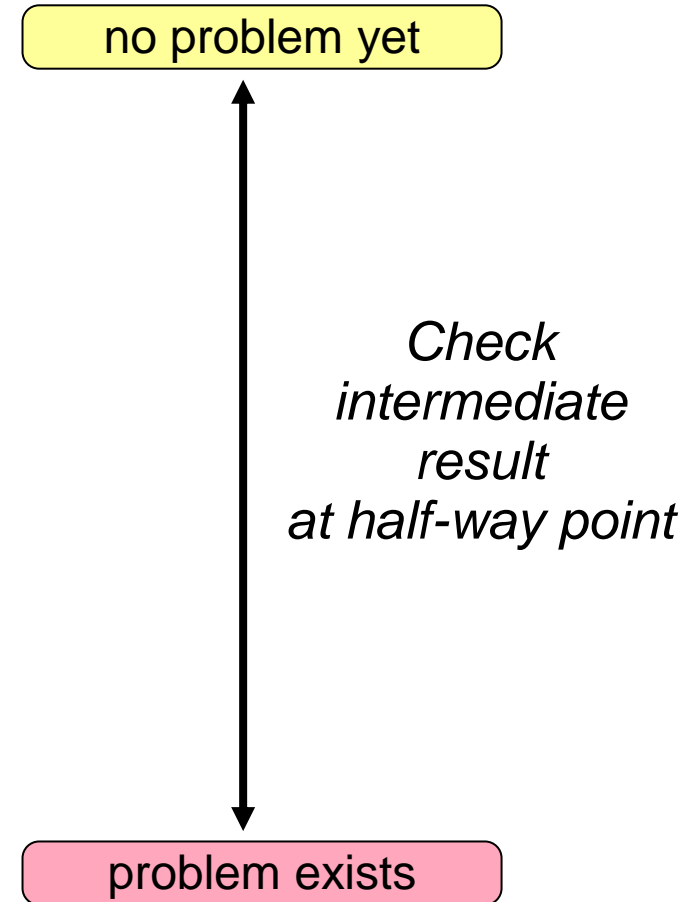 no problem yet
Check
intermediate
result
at half-way point
problem exists